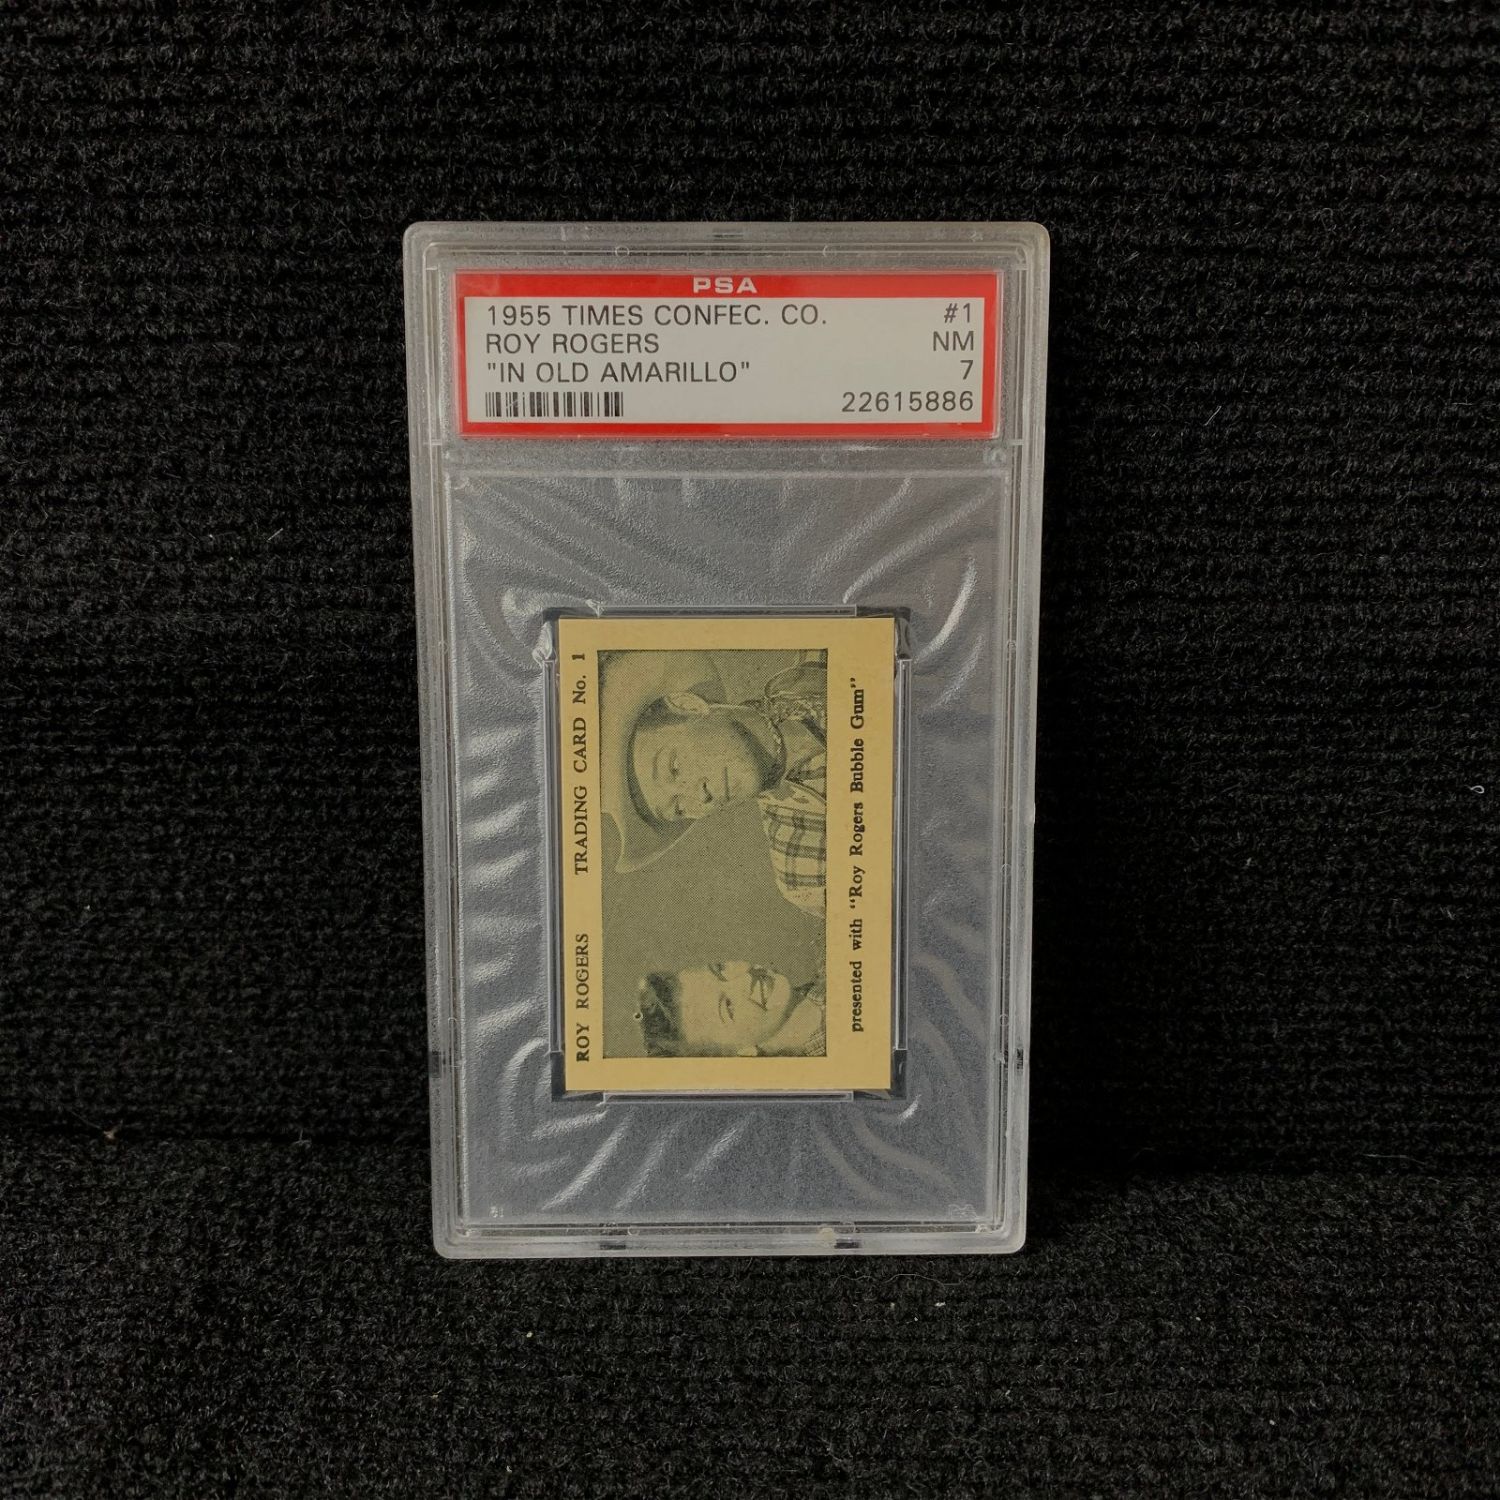 PSA
1955 TIMES CONFEC. CO. #1
ROY ROGERS NM
"IN OLD AMARILLO" 7
22615886
ROY ROGERS TRADING CARD No. 1
presented with "Roy Rogers Bubble Gum"